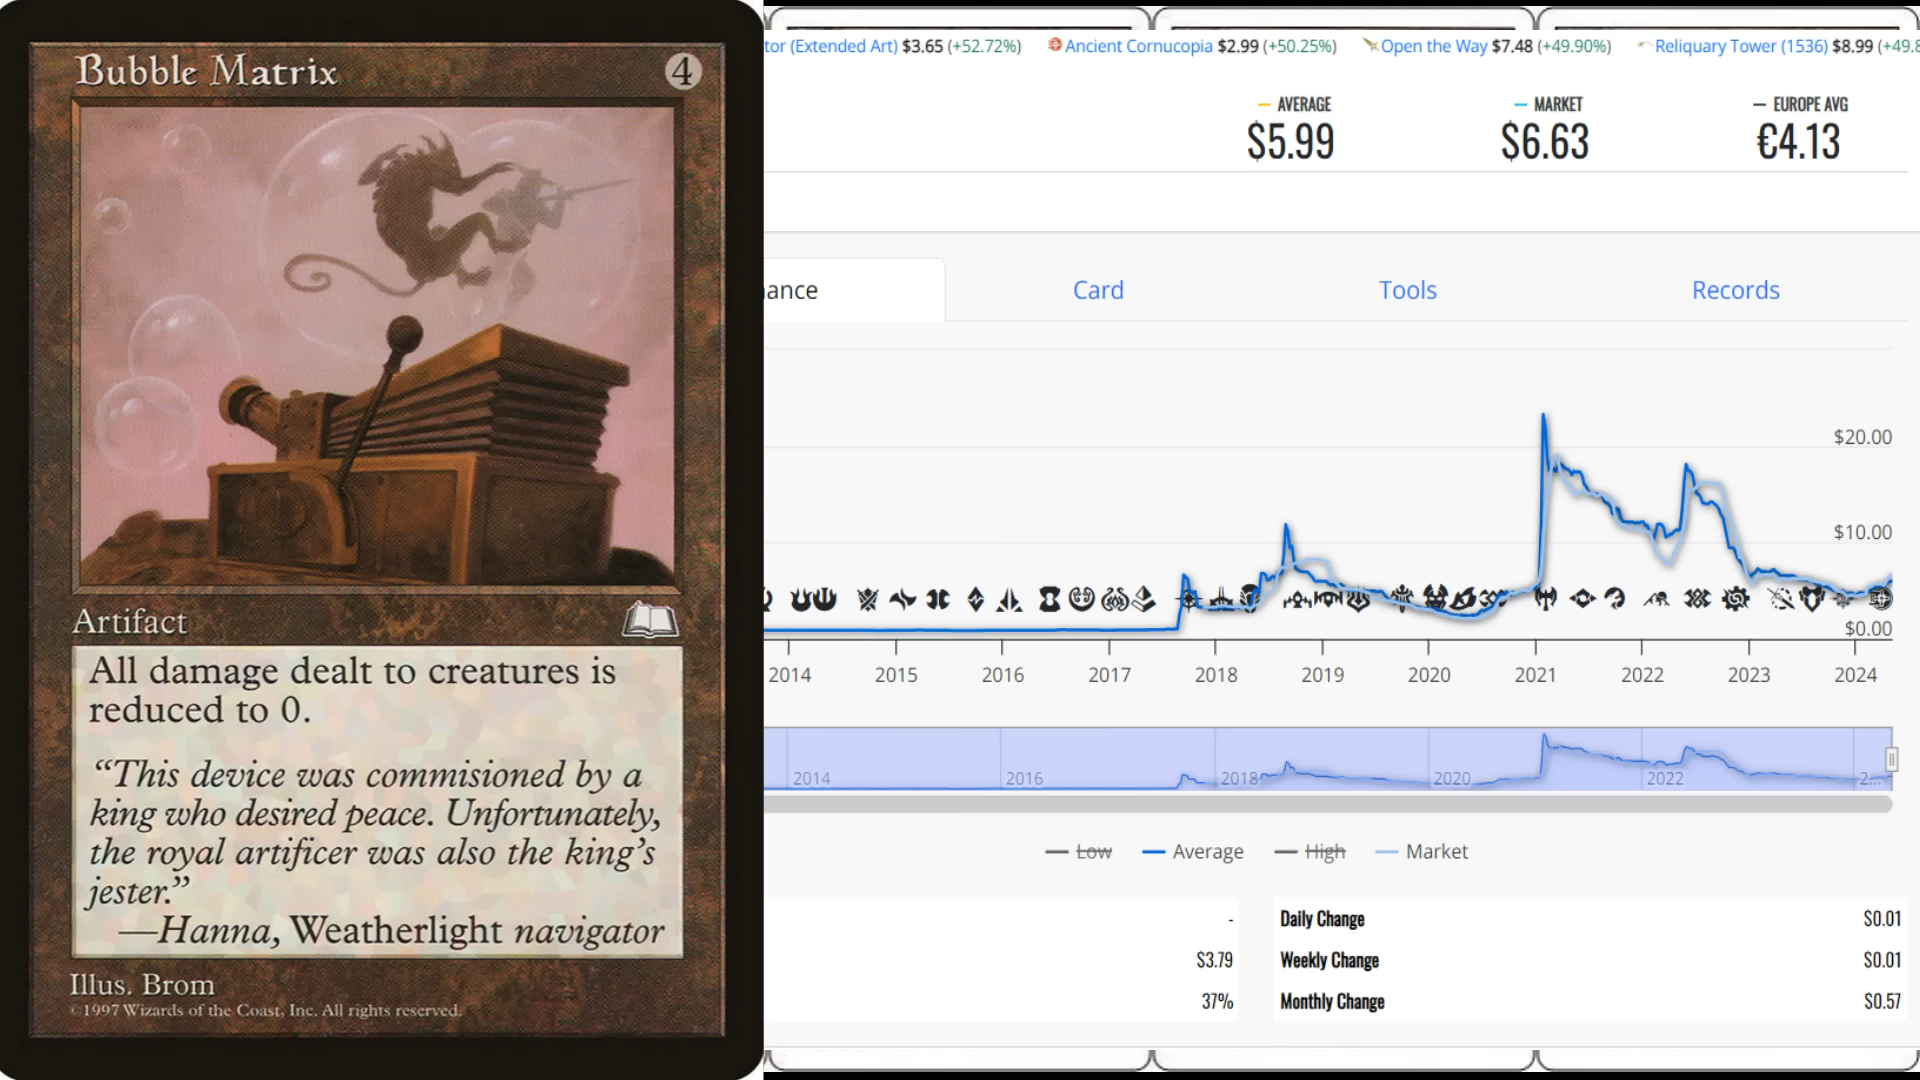 Bubble Matrix
4
Artifact
All damage dealt to creatures is
reduced to 0.
“This device was commisioned by a
king who desired peace. Unfortunately,
the royal artificer was also the king’s
jester.”
—Hanna, Weatherlight navigator
Illus. Brom
©1997 Wizards of the Coast, Inc. All rights reserved.
tor (Extended Art) $3.65 (+52.72%) Ancient Cornucopia $2.99 (+50.25%) Open the Way $7.48 (+49.90%) Reliquary Tower (1536) $8.99 (+49.8
AVERAGE MARKET EUROPE AVG
$5.99 $6.63 €4.13
ance Card Tools Records
$20.00
$10.00
$0.00
2014 2015 2016 2017 2018 2019 2020 2021 2022 2023 2024
2014 2016 2018 2020 2022 2...
Low Average High Market
- Daily Change $0.01
$3.79 Weekly Change $0.01
37% Monthly Change $0.57